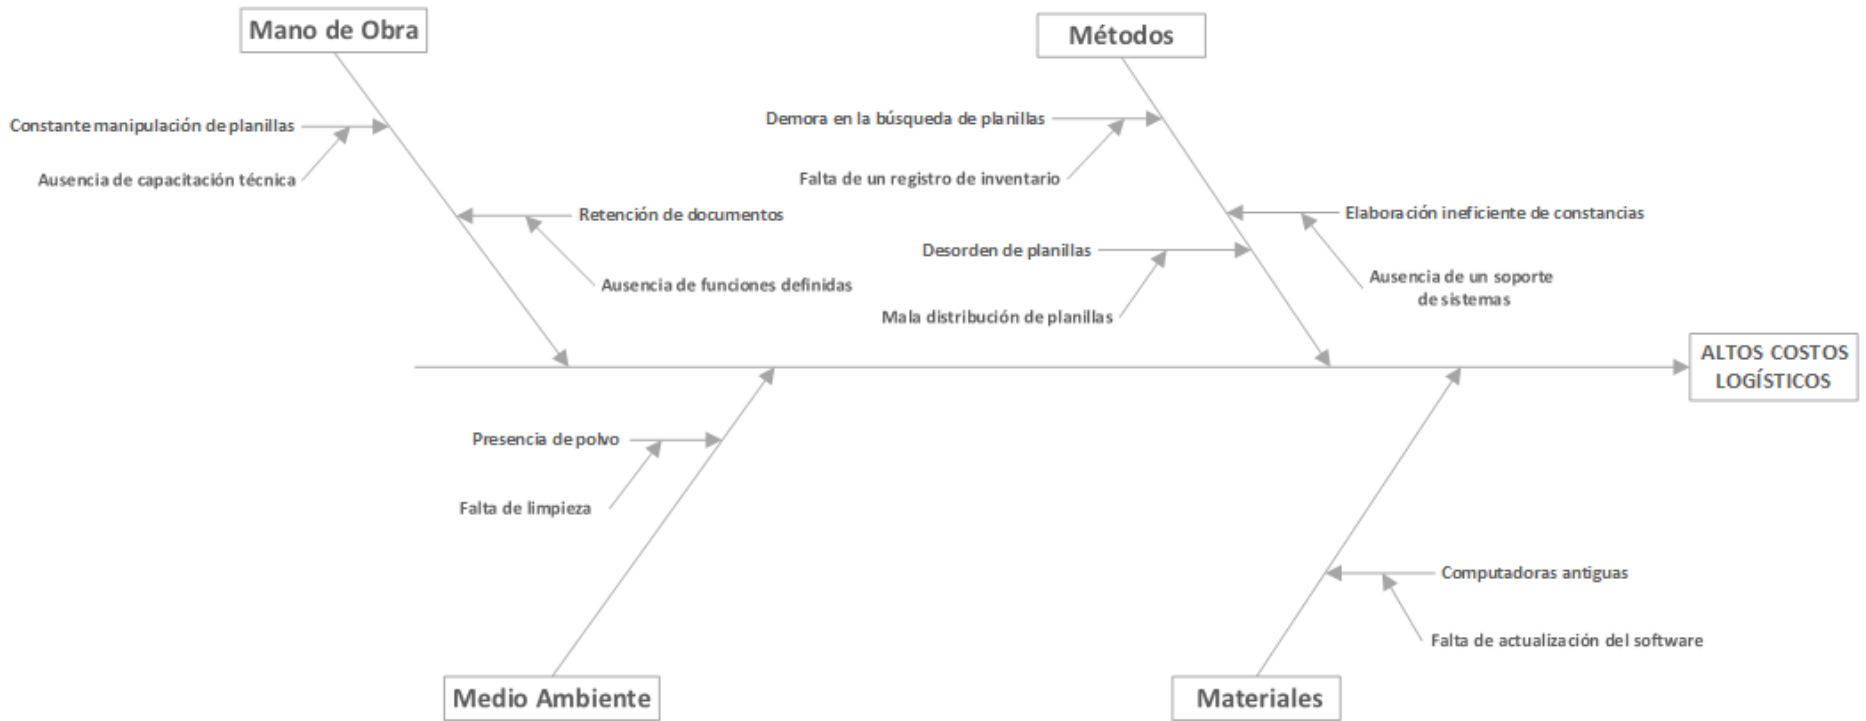 Mano de Obra
Métodos
Constante manipulación de planillas
Ausencia de capacitación técnica
Retención de documentos
Ausencia de funciones definidas
Demora en la búsqueda de planillas
Falta de un registro de inventario
Elaboración ineficiente de constancias
Ausencia de un soporte
de sistemas
Desorden de planillas
Mala distribución de planillas
ALTOS COSTOS
LOGÍSTICOS
Presencia de polvo
Falta de limpieza
Computadoras antiguas
Falta de actualización del software
Medio Ambiente
Materiales